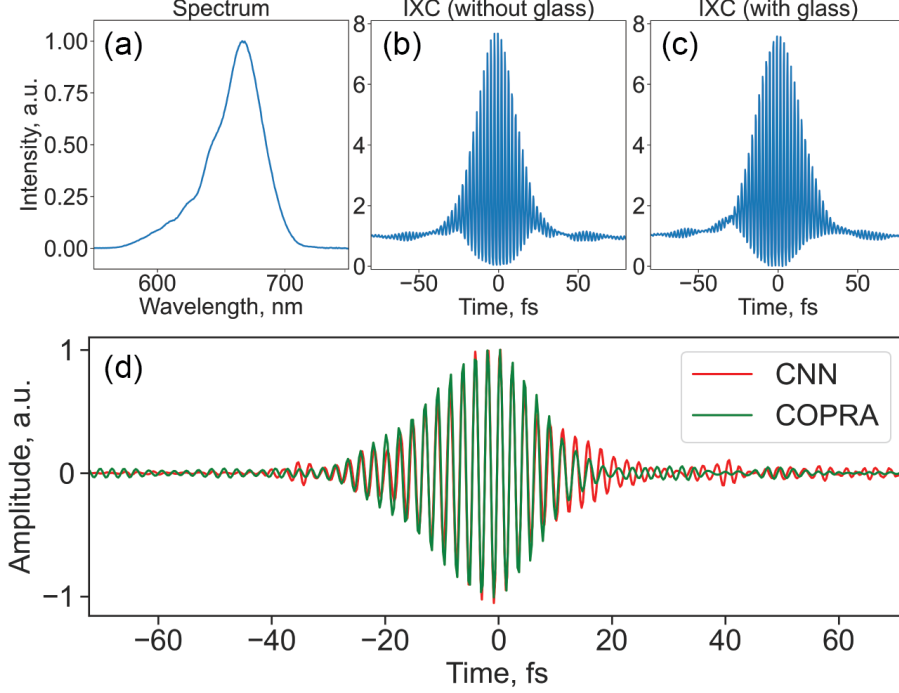 Spectrum
IXC (without glass)
IXC (with glass)
(a)
(b)
(c)
Intensity, a.u.
1.00
0.75
0.50
0.25
0.00
600
700
Wavelength, nm
8
6
4
2
0
−50
0
50
Time, fs
8
6
4
2
0
−50
0
50
Time, fs
(d)
CNN
COPRA
Amplitude, a.u.
1
0
−1
−60
−40
−20
0
20
40
60
Time, fs